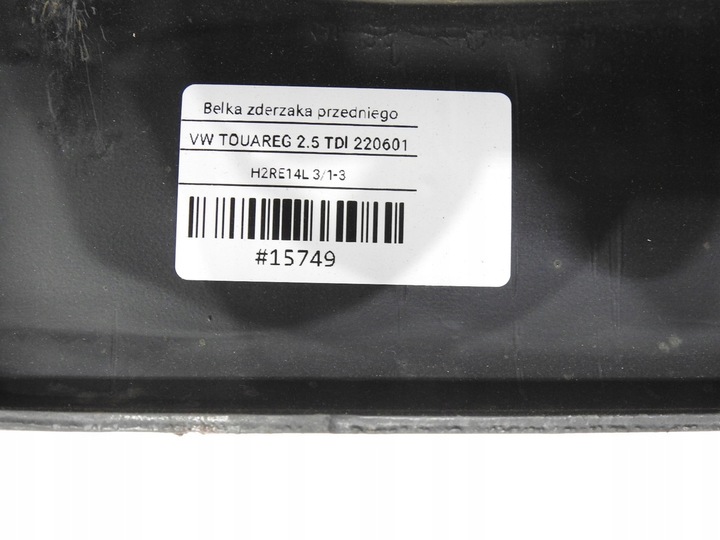 Belka zderzaka przedniego
VW TOUAREG 2.5 TDI 220601
H2RE14L 3/1-3
#15749